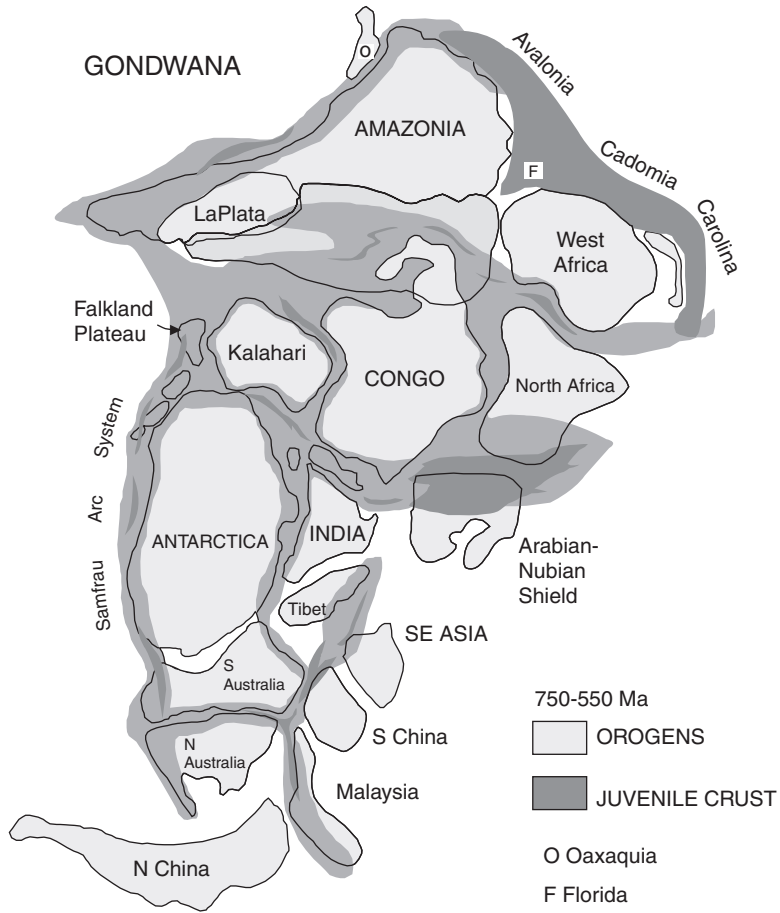 GONDWANA
O
Avalonia
AMAZONIA
Cadomia
F
Carolina
LaPlata
West
Africa
Falkland
Plateau
Kalahari
CONGO
North Africa
System
Arc
Samfrau
ANTARCTICA
INDIA
Arabian-
Nubian
Shield
Tibet
SE ASIA
S
Australia
S China
N
Australia
Malaysia
N China
750-550 Ma
OROGENS
JUVENILE CRUST
O Oaxaquia
F Florida